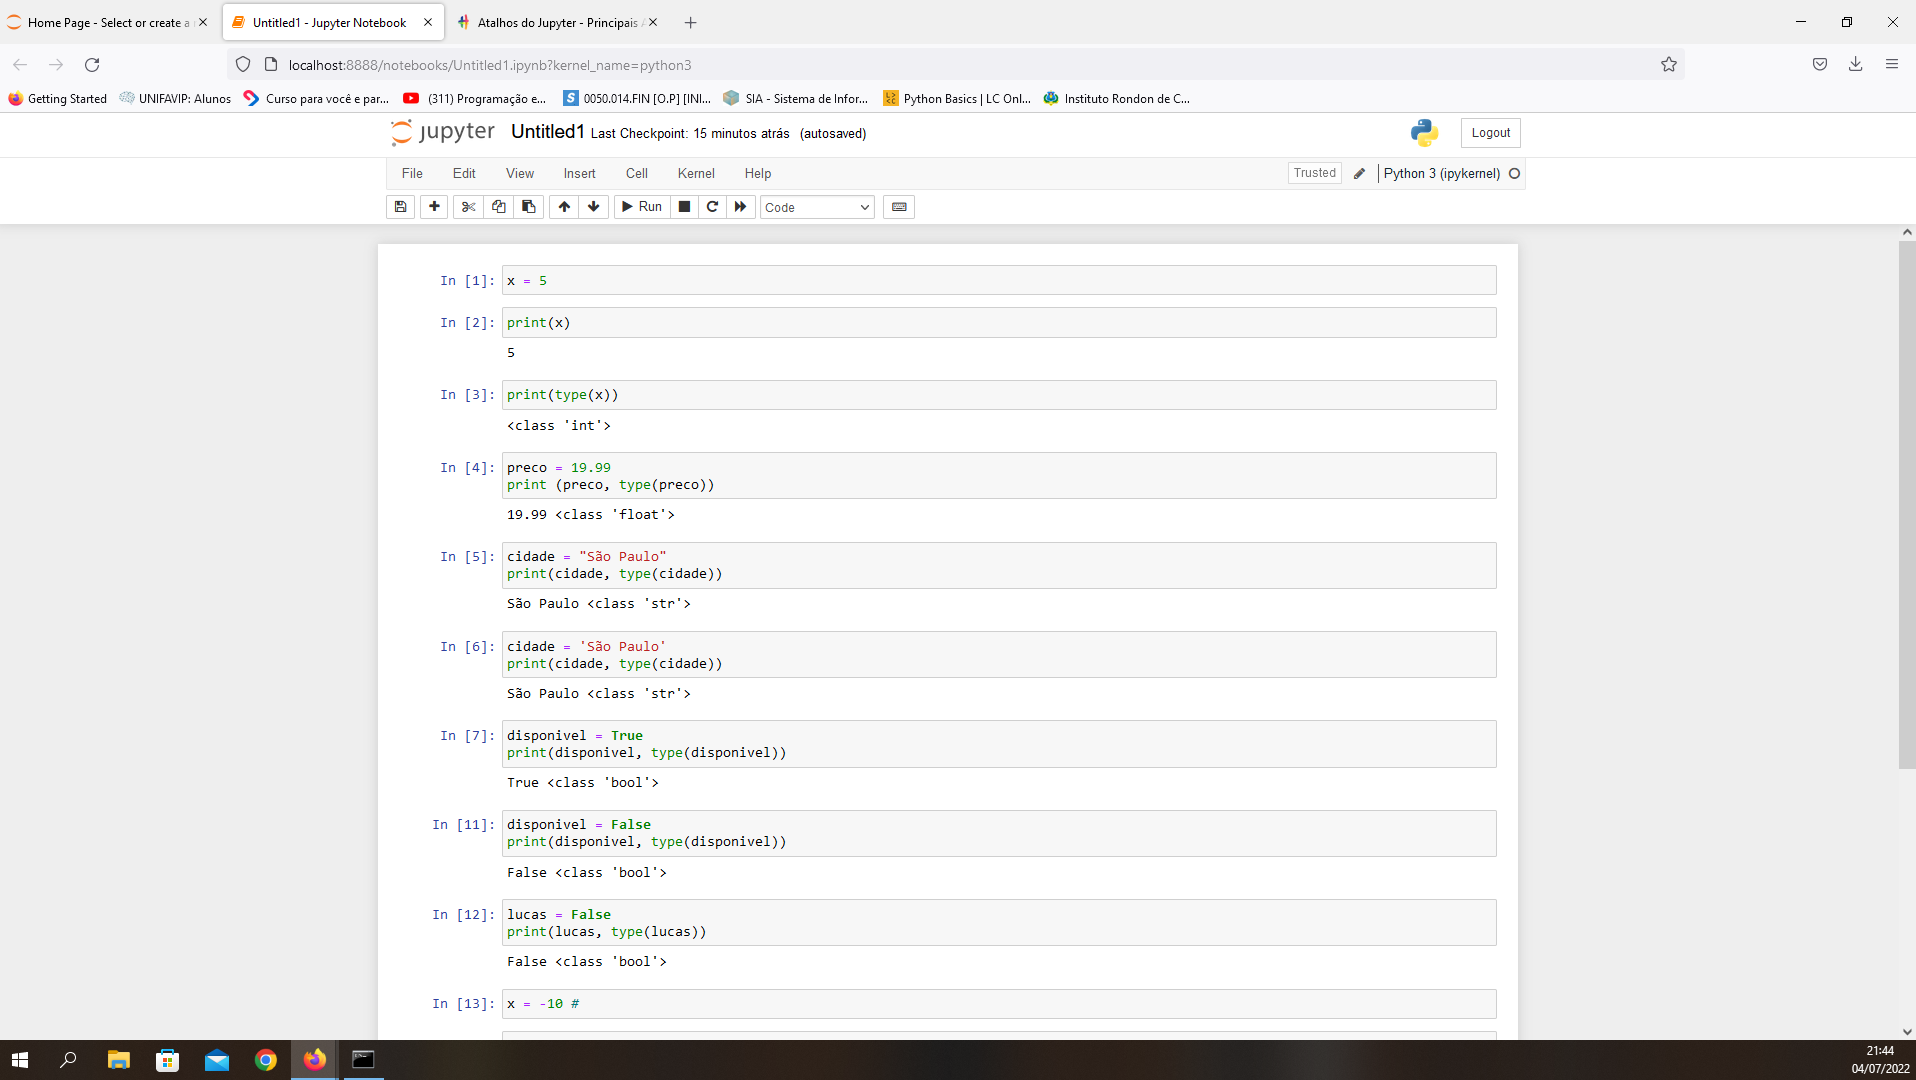 Home Page - Select or create a
Untitled1 - Jupyter Notebook
Atalhos do Jupyter - Principais
localhost:8888/notebooks/Untitled1.ipynb?kernel_name=python3
Getting Started
UNIFAVIP: Alunos
Curso para você e par...
(311) Programação e...
0050.014.FIN [O.P] [INI...
SIA - Sistema de Infor...
Python Basics | LC Onl...
Instituto Rondon de C...
jupyter Untitled1 Last Checkpoint: 15 minutos atrás (autosaved)
Logout
File Edit View Insert Cell Kernel Help
Trusted
Python 3 (ipykernel)
Run
Code
In [1]: x = 5
In [2]: print(x)
5
In [3]: print(type(x))
<class 'int'>
In [4]: preco = 19.99
print (preco, type(preco))
19.99 <class 'float'>
In [5]: cidade = "São Paulo"
print(cidade, type(cidade))
São Paulo <class 'str'>
In [6]: cidade = 'São Paulo'
print(cidade, type(cidade))
São Paulo <class 'str'>
In [7]: disponivel = True
print(disponivel, type(disponivel))
True <class 'bool'>
In [11]: disponivel = False
print(disponivel, type(disponivel))
False <class 'bool'>
In [12]: lucas = False
print(lucas, type(lucas))
False <class 'bool'>
In [13]: x = -10 #
21:44
04/07/2022